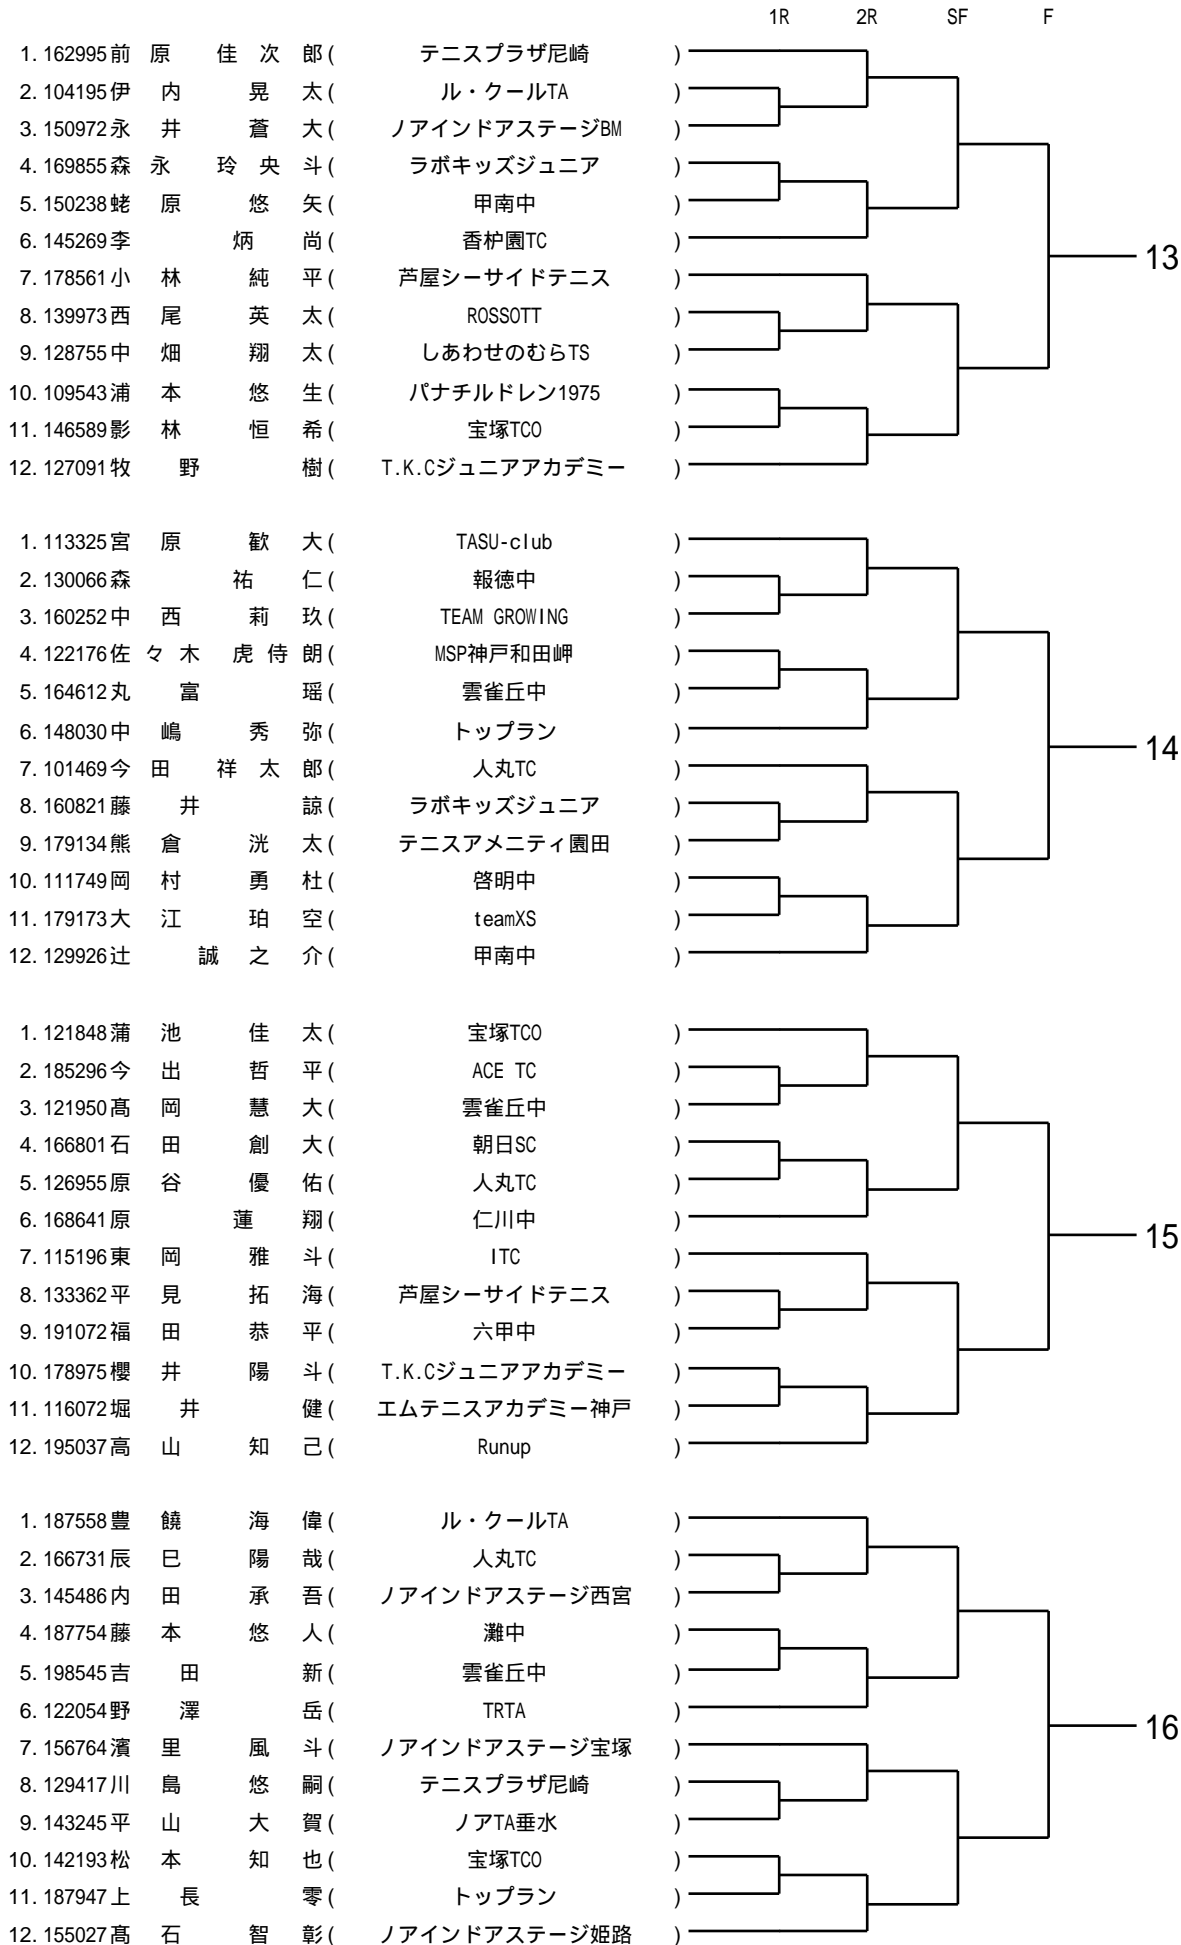 1R 2R SF F
1. 162995 前原 佳次郎 ( テニスプラザ尼崎 )
2. 104195 伊内 晃太 ( ル・クールTA )
3. 150972 永井 蒼大 ( ノアインドアステージBM )
4. 169855 森永 玲央斗 ( ラボキッズジュニア )
5. 150238 蛯原 悠矢 ( 甲南中 )
6. 145269 李 炳尚 ( 香枦園TC )
7. 178561 小林 純平 ( 芦屋シーサイドテニス )
8. 139973 西尾 英太 ( ROSSOTT )
9. 128755 中畑 翔太 ( しあわせのむらTS )
10. 109543 浦本 悠生 ( パナチルドレン1975 )
11. 146589 影林 恒希 ( 宝塚TCO )
12. 127091 牧野 樹 ( T.K.Cジュニアアカデミー )
13
1. 113325 宮原 歓大 ( TASU-club )
2. 130066 森 祐仁 ( 報徳中 )
3. 160252 中西 莉玖 ( TEAM GROWING )
4. 122176 佐々木 虎侍朗 ( MSP神戸和田岬 )
5. 164612 丸富 瑶 ( 雲雀丘中 )
6. 148030 中嶋 秀弥 ( トップラン )
7. 101469 今田 祥太郎 ( 人丸TC )
8. 160821 藤井 諒 ( ラボキッズジュニア )
9. 179134 熊倉 洸太 ( テニスアメニティ園田 )
10. 111749 岡村 勇杜 ( 啓明中 )
11. 179173 大江 珀空 ( teamXS )
12. 129926 辻 誠之介 ( 甲南中 )
14
1. 121848 蒲池 佳太 ( 宝塚TCO )
2. 185296 今出 哲平 ( ACE TC )
3. 121950 髙岡 慧大 ( 雲雀丘中 )
4. 166801 石田 創大 ( 朝日SC )
5. 126955 原谷 優佑 ( 人丸TC )
6. 168641 原 蓮翔 ( 仁川中 )
7. 115196 東岡 雅斗 ( ITC )
8. 133362 平見 拓海 ( 芦屋シーサイドテニス )
9. 191072 福田 恭平 ( 六甲中 )
10. 178975 櫻井 陽斗 ( T.K.Cジュニアアカデミー )
11. 116072 堀井 健 ( エムテニスアカデミー神戸 )
12. 195037 高山 知己 ( Runup )
15
1. 187558 豊饒 海偉 ( ル・クールTA )
2. 166731 辰巳 陽哉 ( 人丸TC )
3. 145486 内田 承吾 ( ノアインドアステージ西宮 )
4. 187754 藤本 悠人 ( 灘中 )
5. 198545 吉田 新 ( 雲雀丘中 )
6. 122054 野澤 岳 ( TRTA )
7. 156764 濱里 風斗 ( ノアインドアステージ宝塚 )
8. 129417 川島 悠嗣 ( テニスプラザ尼崎 )
9. 143245 平山 大賀 ( ノアTA垂水 )
10. 142193 松本 知也 ( 宝塚TCO )
11. 187947 上長 零 ( トップラン )
12. 155027 髙石 智彰 ( ノアインドアステージ姫路 )
16